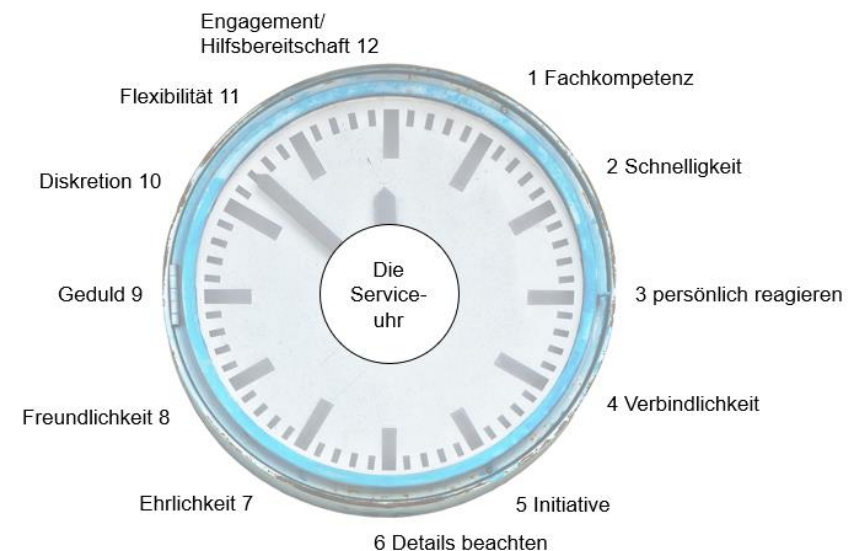 Engagement/
Hilfsbereitschaft 12
1 Fachkompetenz
2 Schnelligkeit
3 persönlich reagieren
4 Verbindlichkeit
5 Initiative
6 Details beachten
Ehrlichkeit 7
Freundlichkeit 8
Geduld 9
Diskretion 10
Flexibilität 11
Die
Service-
uhr